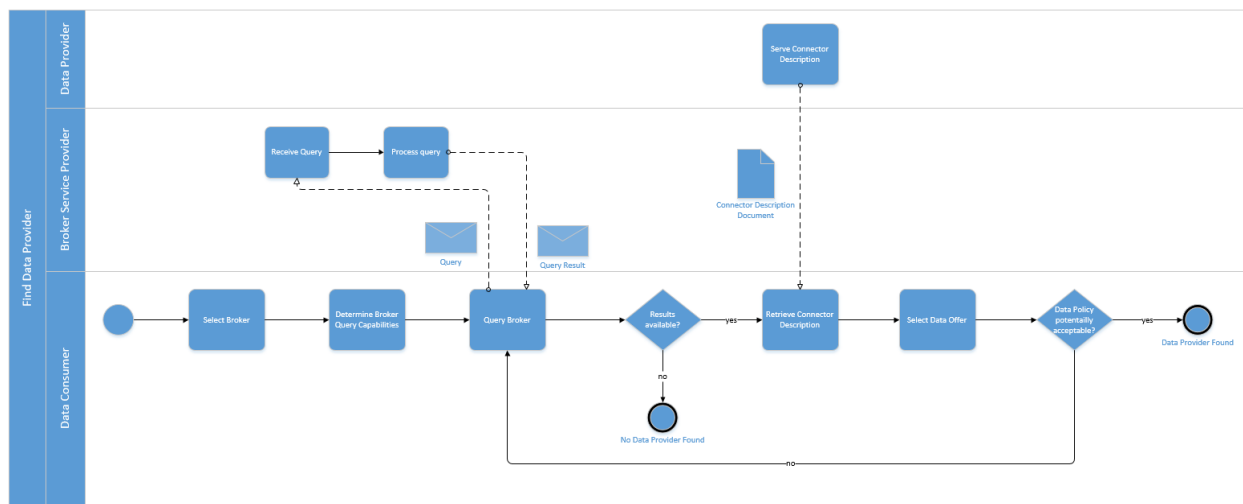 Find Data Provider
Data Provider
Serve Connector
Description
Broker Service Provider
Receive Query
Process query
Query
Query Result
Connector Description
Document
Data Consumer
Select Broker
Determine Broker
Query Capabilities
Query Broker
Results
available?
yes
no
No Data Provider Found
Retrieve Connector
Description
Select Data Offer
Data Policy
potentailly
acceptable?
yes
Data Provider Found
no